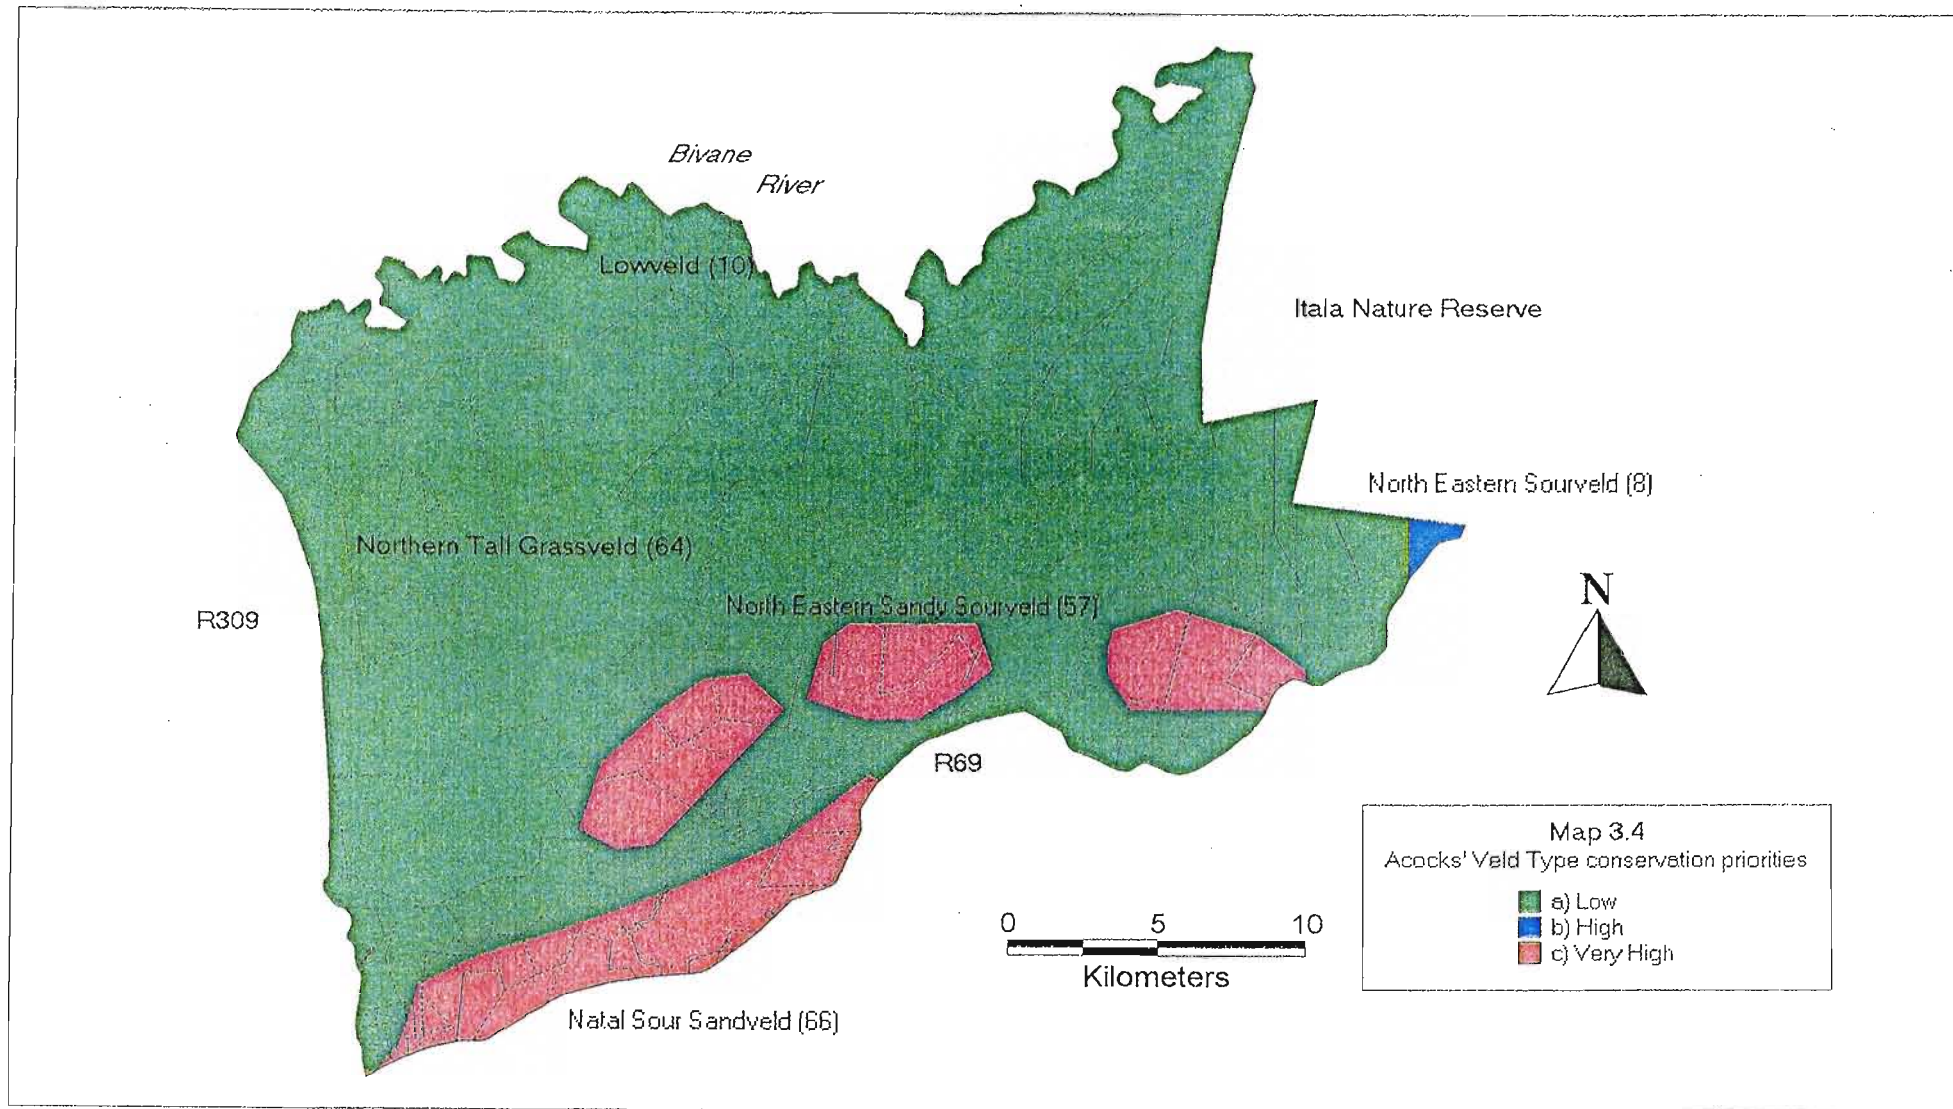 Bivane
River
Lowveld (10)
Itala Nature Reserve
North Eastern Sourveld (8)
Northern Tall Grassveld (64)
North Eastern Sandy Sourveld (57)
R309
N
R69
Map 3.4
Acocks' Veld Type conservation priorities
a) Low
b) High
c) Very High
0 5 10
Kilometers
Natal Sour Sandveld (66)